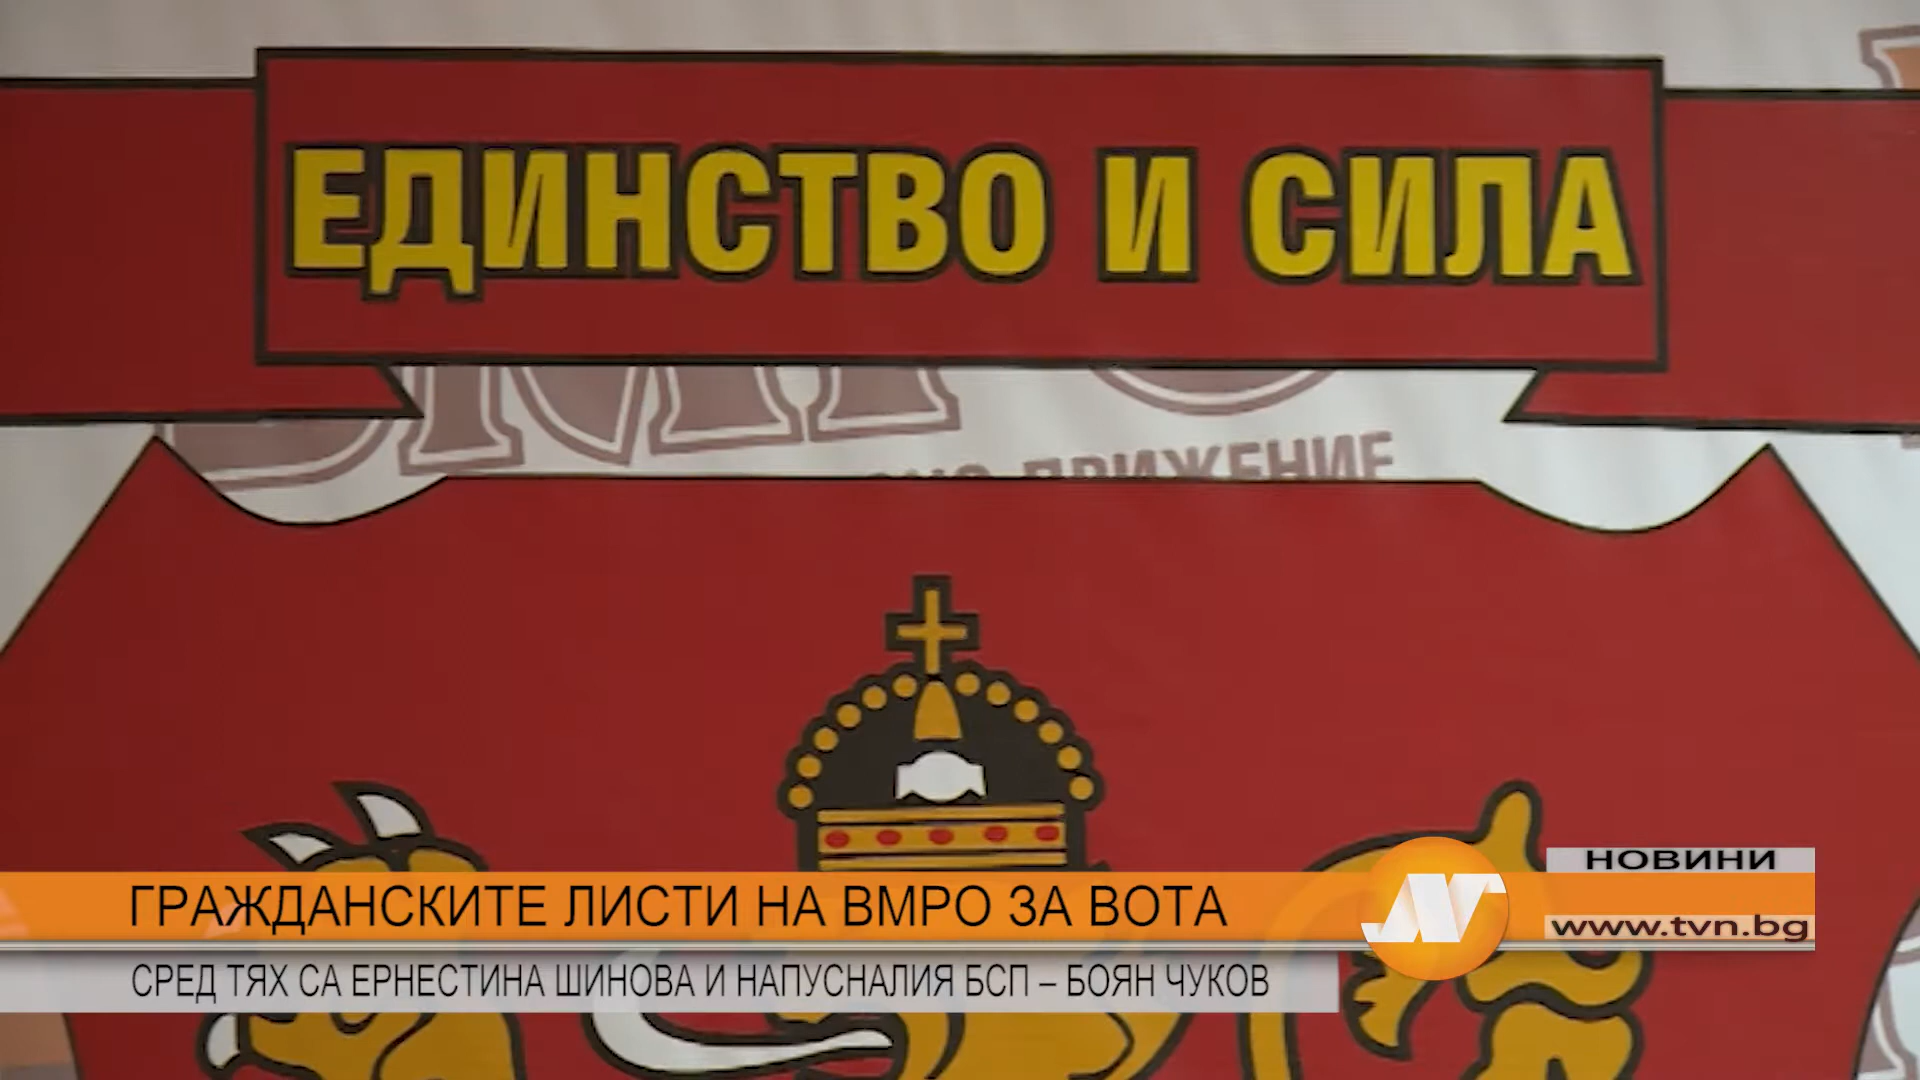 ЕДИНСТВО И СИЛА
ДВИЖЕНИЕ
ГРАЖДАНСКИТЕ ЛИСТИ НА ВМРО ЗА ВОТА
СРЕД ТЯХ СА ЕРНЕСТИНА ШИНОВА И НАПУСНАЛИЯ БСП – БОЯН ЧУКОВ
НОВИНИ
www.tvn.bg